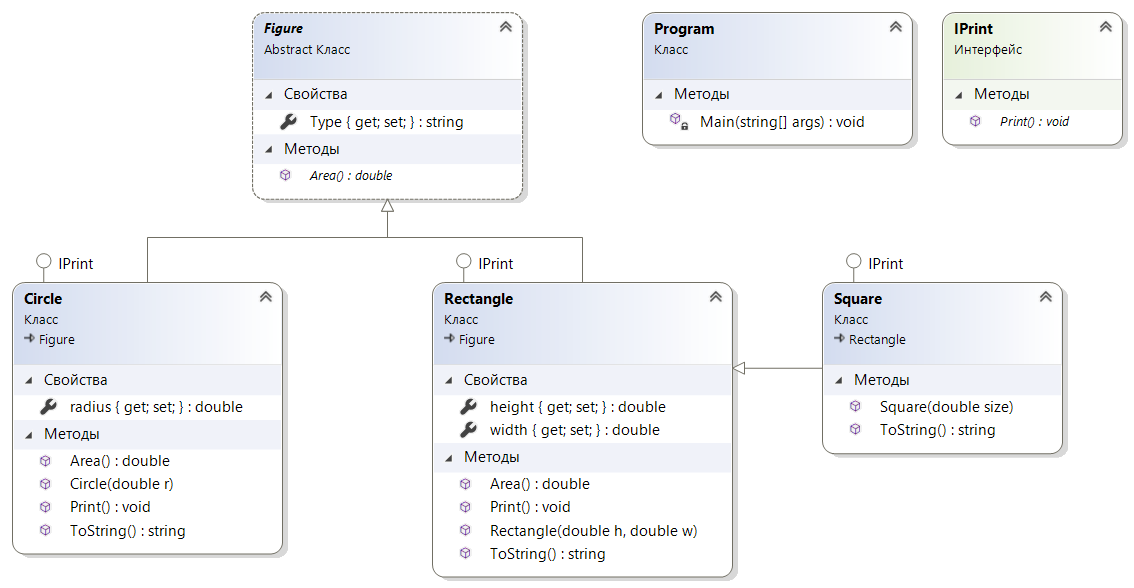 Figure
Abstract Класс
Свойства
Type { get; set; } : string
Методы
Area() : double
Program
Класс
Методы
Main(string[] args) : void
IPrint
Интерфейс
Методы
Print() : void
IPrint
Circle
Класс
Figure
Свойства
radius { get; set; } : double
Методы
Area() : double
Circle(double r)
Print() : void
ToString() : string
IPrint
Rectangle
Класс
Figure
Свойства
height { get; set; } : double
width { get; set; } : double
Методы
Area() : double
Print() : void
Rectangle(double h, double w)
ToString() : string
IPrint
Square
Класс
Rectangle
Методы
Square(double size)
ToString() : string